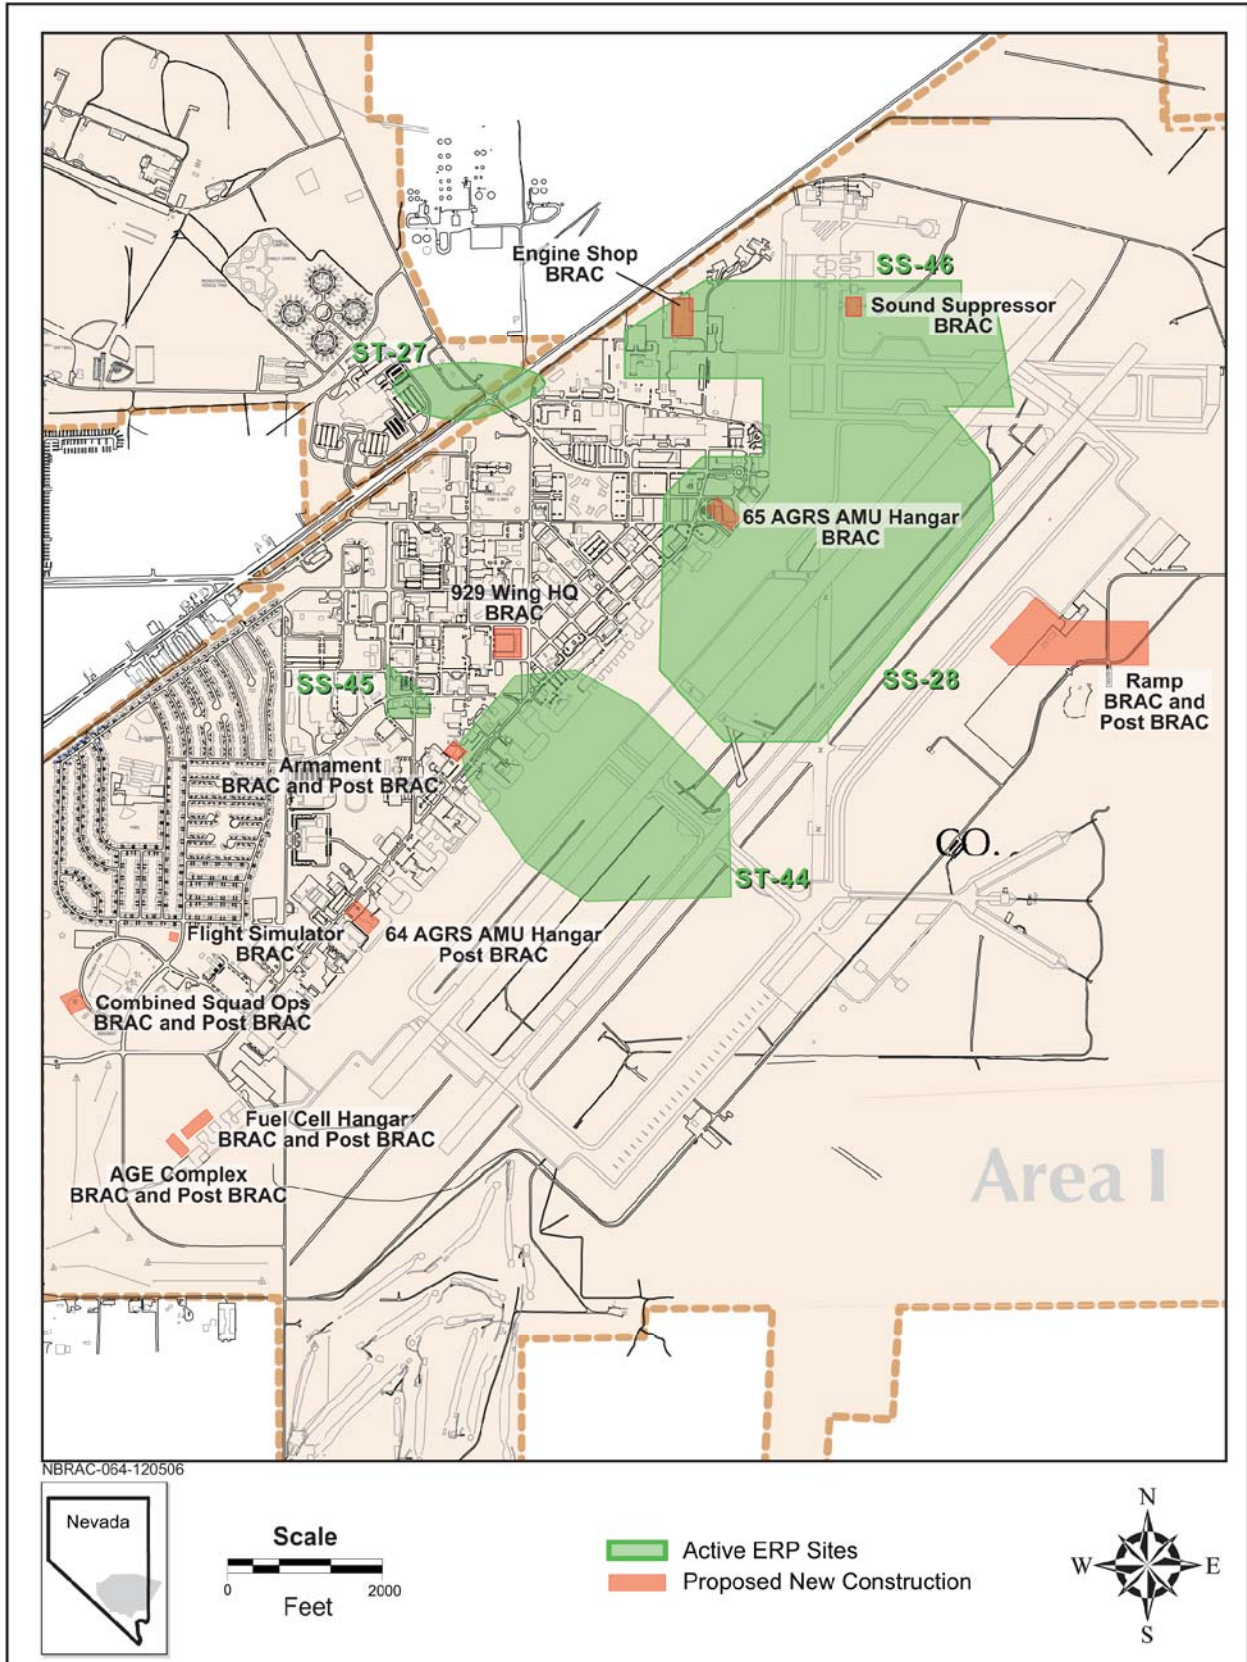 Engine Shop
BRAC
SS-46
Sound Suppressor
BRAC
ST-27
65 AGRS AMU Hangar
BRAC
929 Wing HQ
BRAC
SS-45
SS-28
Ramp
BRAC and
Post BRAC
Armament
BRAC and Post BRAC
CO.
ST-44
Flight Simulator
BRAC
64 AGRS AMU Hangar
Post BRAC
Combined Squad Ops
BRAC and Post BRAC
Fuel Cell Hangar
BRAC and Post BRAC
AGE Complex
BRAC and Post BRAC
Area I
NBRAC-064-120506
Nevada
Scale
0
2000
Feet
Active ERP Sites
Proposed New Construction
N
W
E
S